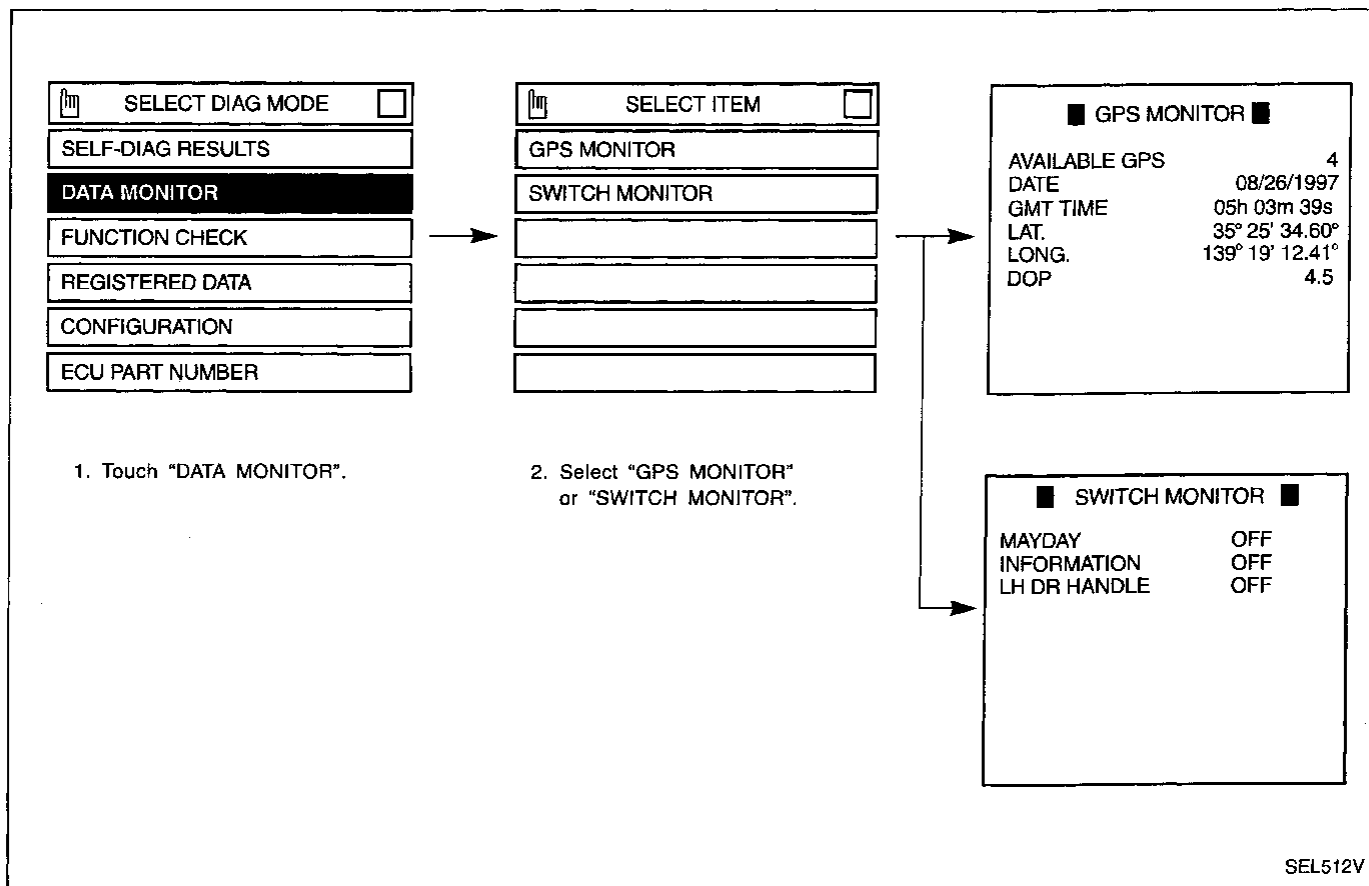 SELECT DIAG MODE
SELF-DIAG RESULTS
DATA MONITOR
FUNCTION CHECK
REGISTERED DATA
CONFIGURATION
ECU PART NUMBER
1. Touch “DATA MONITOR”.
SELECT ITEM
GPS MONITOR
SWITCH MONITOR
2. Select “GPS MONITOR”
or “SWITCH MONITOR”.
GPS MONITOR
AVAILABLE GPS 4
DATE 08/26/1997
GMT TIME 05h 03m 39s
LAT. 35° 25' 34.60°
LONG. 139° 19' 12.41°
DOP 4.5
SWITCH MONITOR
MAYDAY OFF
INFORMATION OFF
LH DR HANDLE OFF
SEL512V